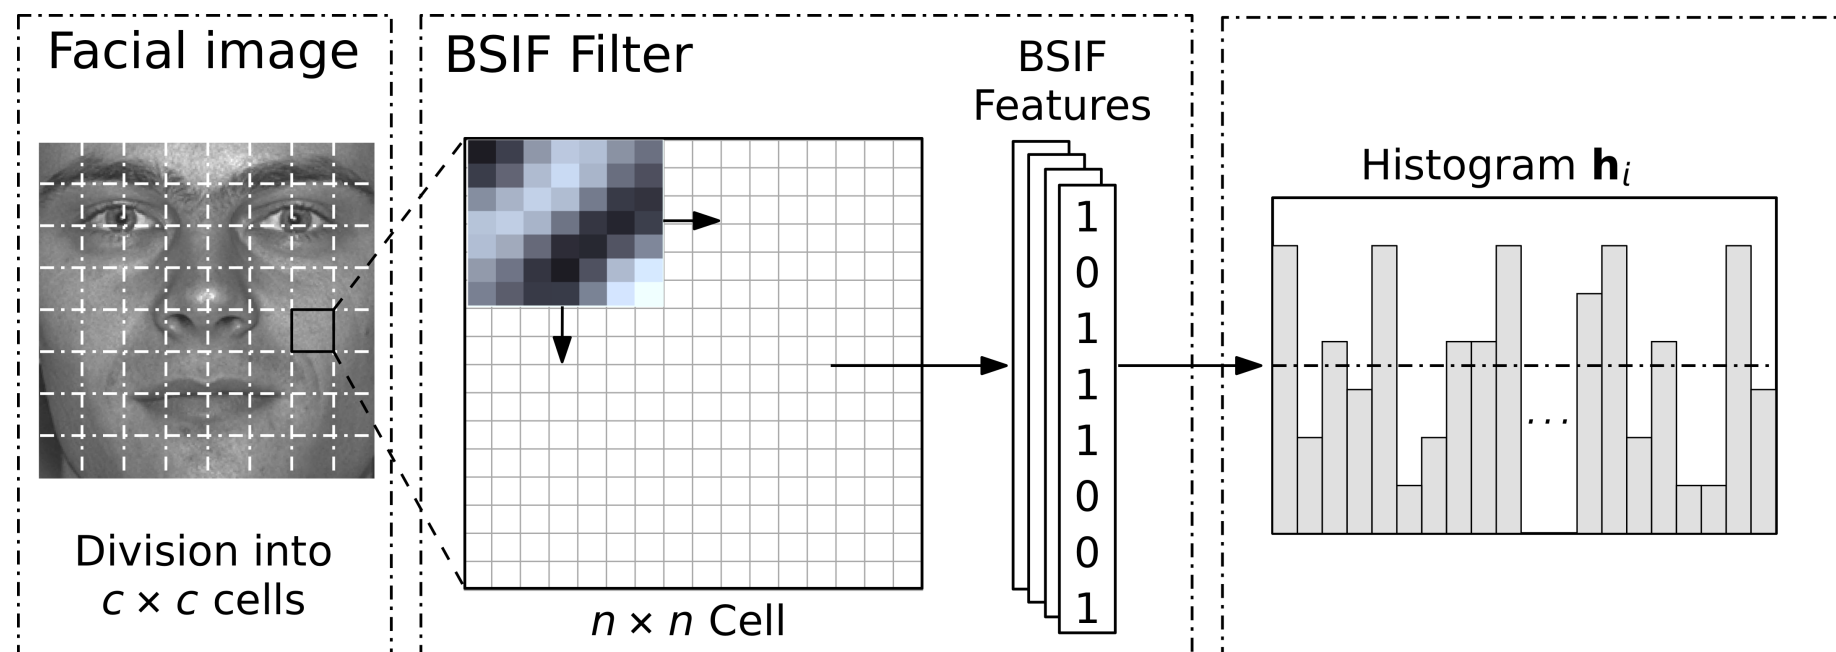 Facial image
Division into
c × c cells
BSIF Filter
n × n Cell
BSIF
Features
1
0
1
1
1
0
0
1
Histogram h_i
...